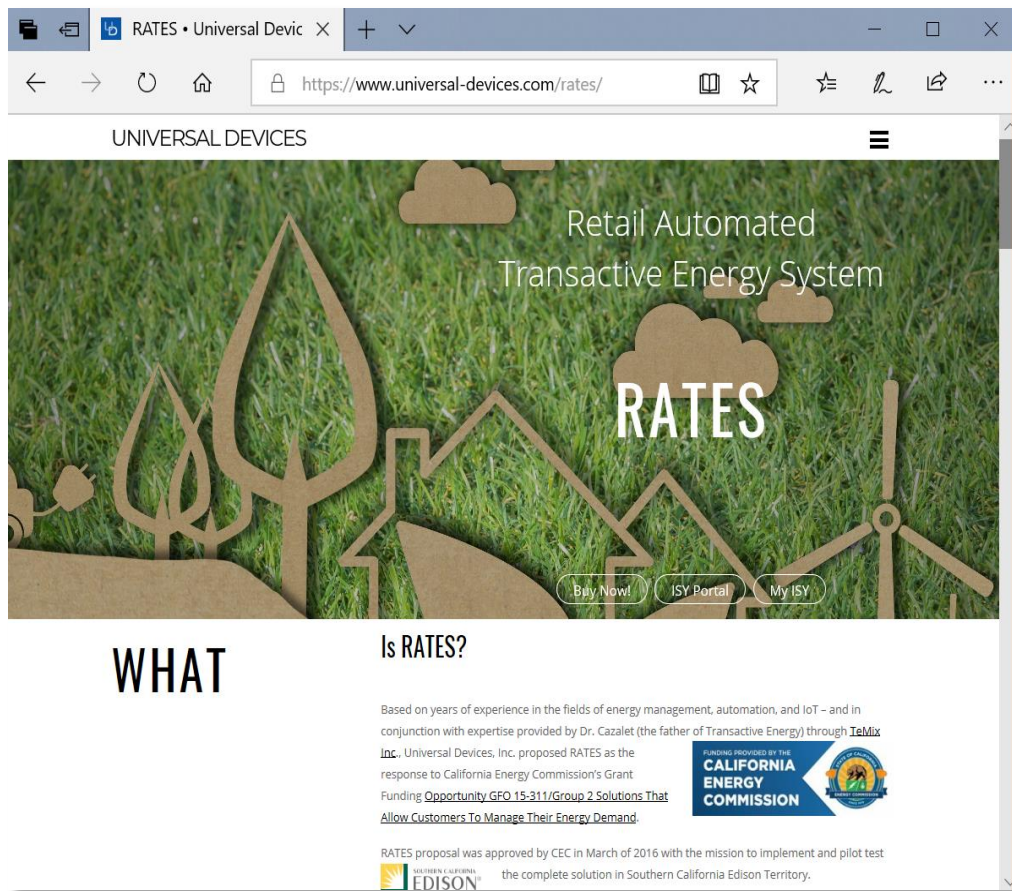 RATES • Universal Devic
https://www.universal-devices.com/rates/
UNIVERSAL DEVICES
Retail Automated
Transactive Energy System
RATES
Buy Now! ISY Portal My ISY
WHAT
Is RATES?
Based on years of experience in the fields of energy management, automation, and IoT – and in
conjunction with expertise provided by Dr. Cazalet (the father of Transactive Energy) through TeMix
Inc., Universal Devices, Inc. proposed RATES as the
response to California Energy Commission's Grant
Funding Opportunity GFO 15-311/Group 2 Solutions That
Allow Customers To Manage Their Energy Demand.
FUNDING PROVIDED BY THE
CALIFORNIA
ENERGY
COMMISSION
RATES proposal was approved by CEC in March of 2016 with the mission to implement and pilot test
SOUTHERN CALIFORNIA
EDISON®
the complete solution in Southern California Edison Territory.